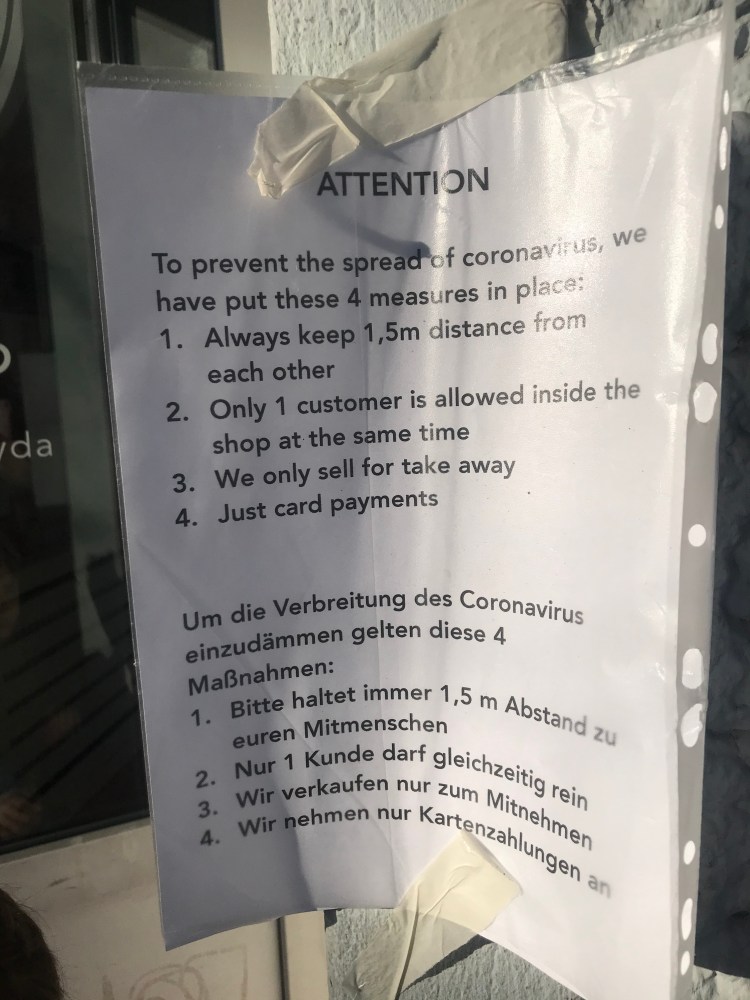 ATTENTION
To prevent the spread of coronavirus, we
have put these 4 measures in place:
1. Always keep 1,5m distance from
each other
2. Only 1 customer is allowed inside the
shop at the same time
3. We only sell for take away
4. Just card payments
Um die Verbreitung des Coronavirus
einzudämmen gelten diese 4
Maßnahmen:
1. Bitte haltet immer 1,5 m Abstand zu
euren Mitmenschen
2. Nur 1 Kunde darf gleichzeitig rein
3. Wir verkaufen nur zum Mitnehmen
4. Wir nehmen nur Kartenzahlungen an